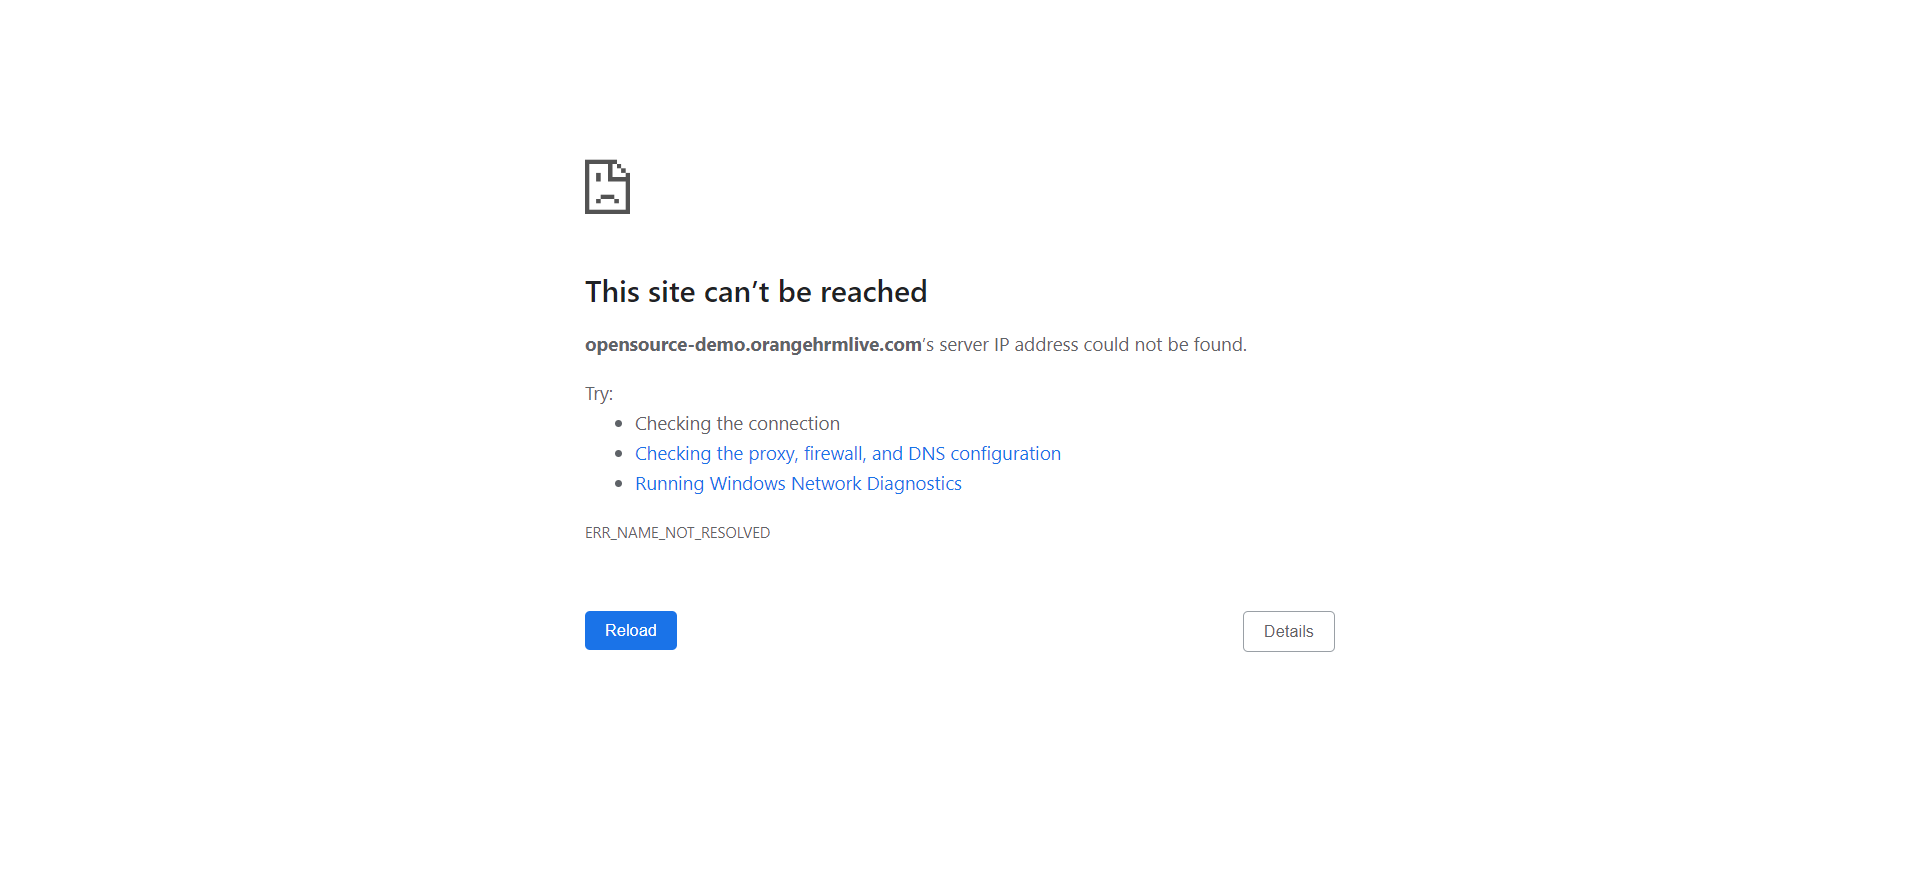 This site can’t be reached
opensource-demo.orangehrmlive.com’s server IP address could not be found.
Try:
Checking the connection
Checking the proxy, firewall, and DNS configuration
Running Windows Network Diagnostics
ERR_NAME_NOT_RESOLVED
Reload
Details